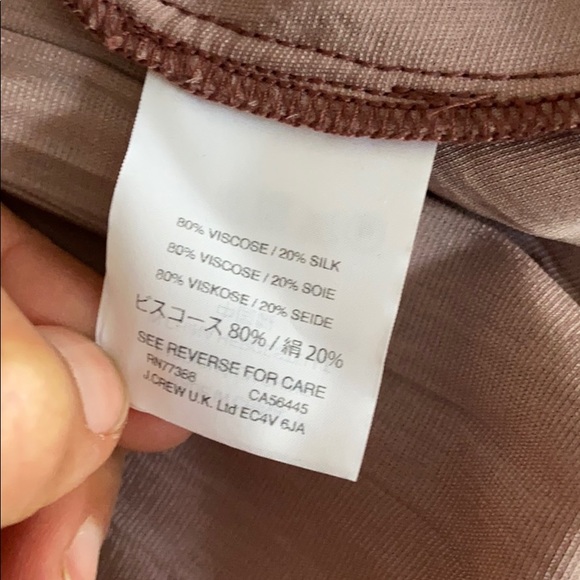 80% VISCOSE / 20% SILK
80% VISCOSE / 20% SOIE
80% VISKOSE / 20% SEIDE
ビスコース 80% / 絹 20%
SEE REVERSE FOR CARE
RN77388 CA56445
J.CREW U.K. Ltd EC4V 6JA